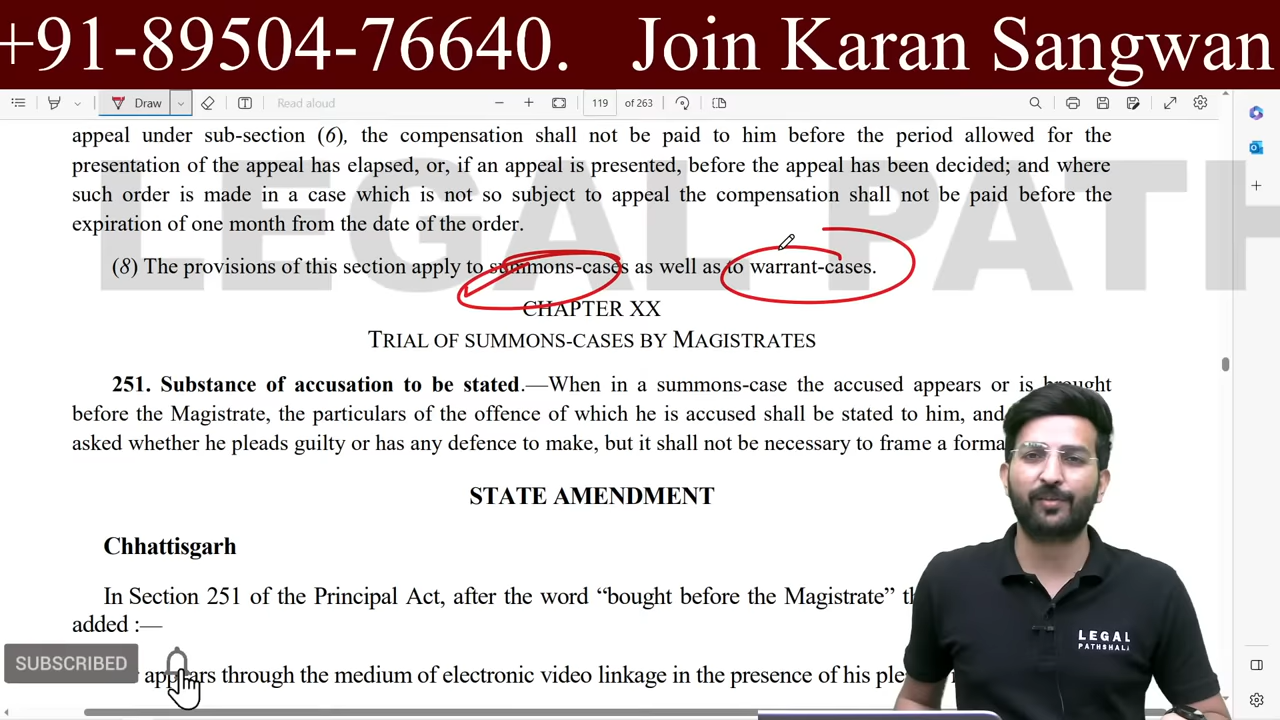 +91-89504-76640. Join Karan Sangwan
Draw
Read aloud
119 of 263
appeal under sub-section (6), the compensation shall not be paid to him before the period allowed for the
presentation of the appeal has elapsed, or, if an appeal is presented, before the appeal has been decided; and where
such order is made in a case which is not so subject to appeal the compensation shall not be paid before the
expiration of one month from the date of the order.
LEGAL PATH
(8) The provisions of this section apply to summons-cases as well as to warrant-cases.
CHAPTER XX
TRIAL OF SUMMONS-CASES BY MAGISTRATES
251. Substance of accusation to be stated.—When in a summons-case the accused appears or is brought
before the Magistrate, the particulars of the offence of which he is accused shall be stated to him, and
asked whether he pleads guilty or has any defence to make, but it shall not be necessary to frame a forma
STATE AMENDMENT
Chhattisgarh
In Section 251 of the Principal Act, after the word “bought before the Magistrate”
added :—
SUBSCRIBED
through the medium of electronic video linkage in the presence of his
LEGAL
PATHSHALA